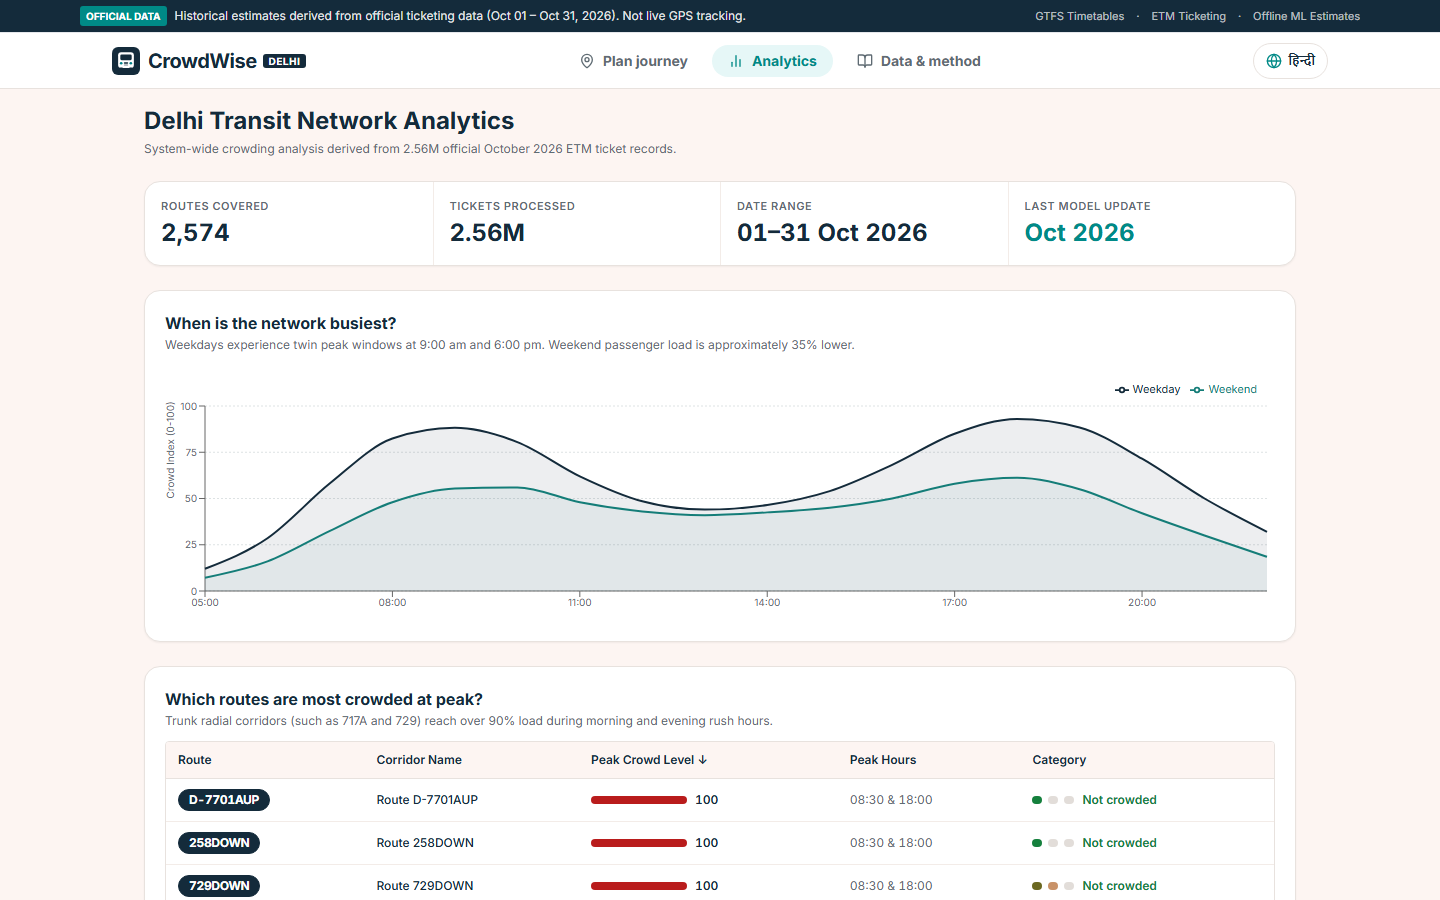 OFFICIAL DATA Historical estimates derived from official ticketing data (Oct 01 – Oct 31, 2026). Not live GPS tracking. GTFS Timetables · ETM Ticketing · Offline ML Estimates
CrowdWise DELHI Plan journey Analytics Data & method हिन्दी
Delhi Transit Network Analytics
System-wide crowding analysis derived from 2.56M official October 2026 ETM ticket records.
ROUTES COVERED TICKETS PROCESSED DATE RANGE LAST MODEL UPDATE
2,574 2.56M 01–31 Oct 2026 Oct 2026
When is the network busiest?
Weekdays experience twin peak windows at 9:00 am and 6:00 pm. Weekend passenger load is approximately 35% lower.
Weekday Weekend
Crowd Index (0-100)
100
75
50
25
0
05:00 08:00 11:00 14:00 17:00 20:00
Which routes are most crowded at peak?
Trunk radial corridors (such as 717A and 729) reach over 90% load during morning and evening rush hours.
Route Corridor Name Peak Crowd Level ↓ Peak Hours Category
D-7701AUP Route D-7701AUP 100 08:30 & 18:00 Not crowded
258DOWN Route 258DOWN 100 08:30 & 18:00 Not crowded
729DOWN Route 729DOWN 100 08:30 & 18:00 Not crowded